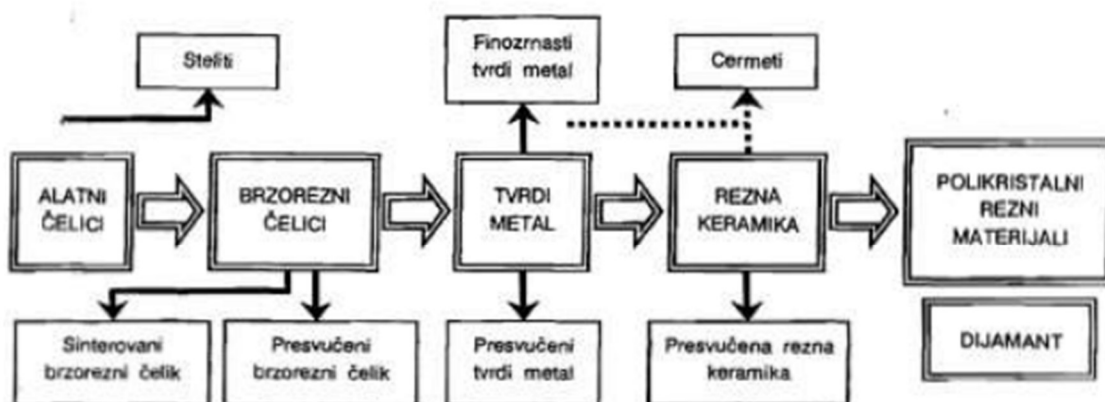 Steliti
Finozrnasti
tvrdi metal
Cermeti
ALATNI
ČELICI
BRZOREZNI
ČELICI
TVRDI
METAL
REZNA
KERAMIKA
POLIKRISTALNI
REZNI
MATERIJALI
Sinterovani
brzorezni čelik
Presvučeni
brzorezni čelik
Presvučeni
tvrdi metal
Presvučena rezna
keramika
DIJAMANT